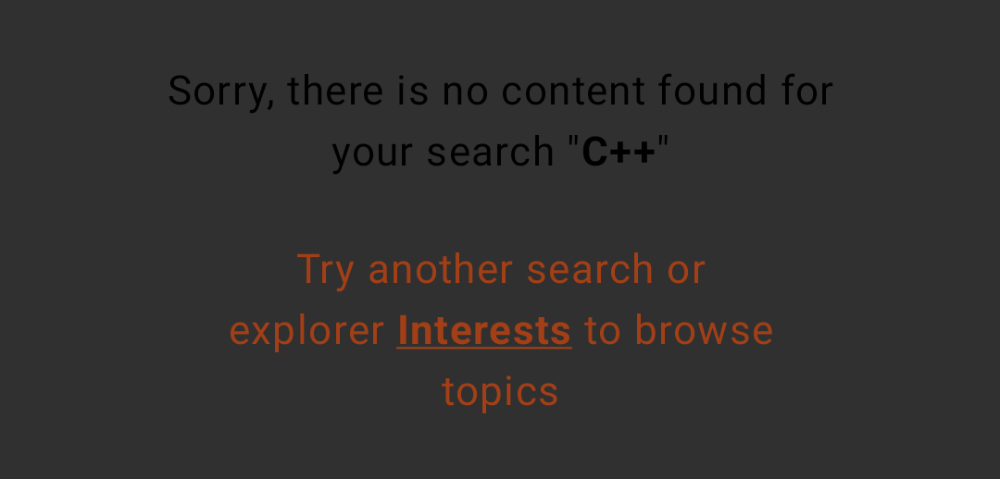 Sorry, there is no content found for
your search "C++"
Try another search or
explorer Interests to browse
topics